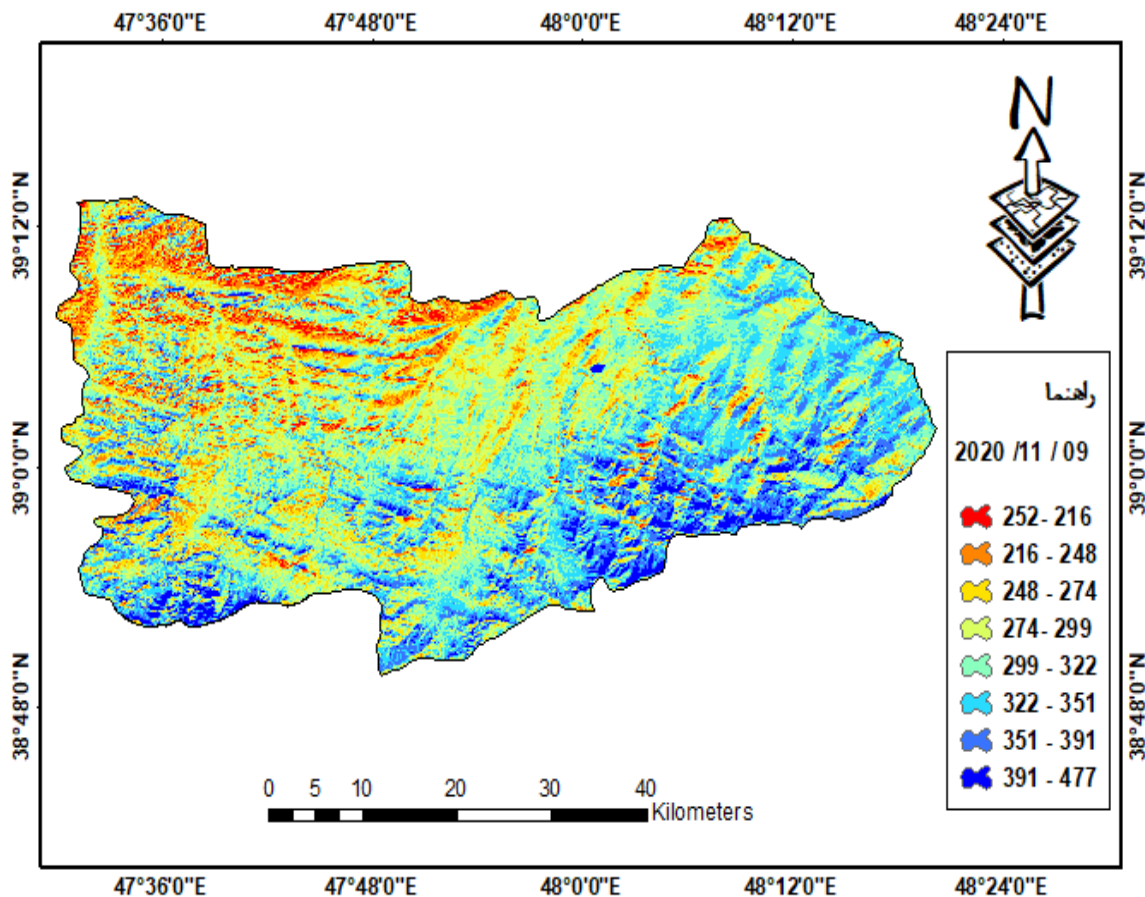 47°36'0"E 47°48'0"E 48°0'0"E 48°12'0"E 48°24'0"E
N
39°12'0"N 39°12'0"N
راهنما
2020 /11 / 09
39°0'0"N 39°0'0"N
252 - 216
216 - 248
248 - 274
274 - 299
299 - 322
322 - 351
351 - 391
391 - 477
38°48'0"N 38°48'0"N
0 5 10 20 30 40
Kilometers
47°36'0"E 47°48'0"E 48°0'0"E 48°12'0"E 48°24'0"E